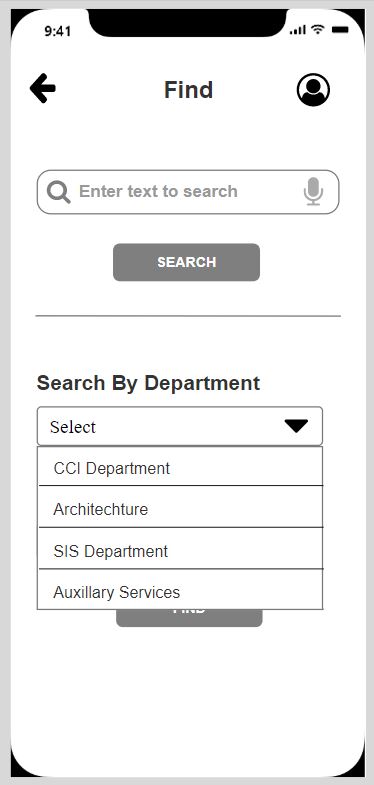 9:41
Find
Enter text to search
SEARCH
Search By Department
Select
CCI Department
Architechture
SIS Department
Auxillary Services
FIND